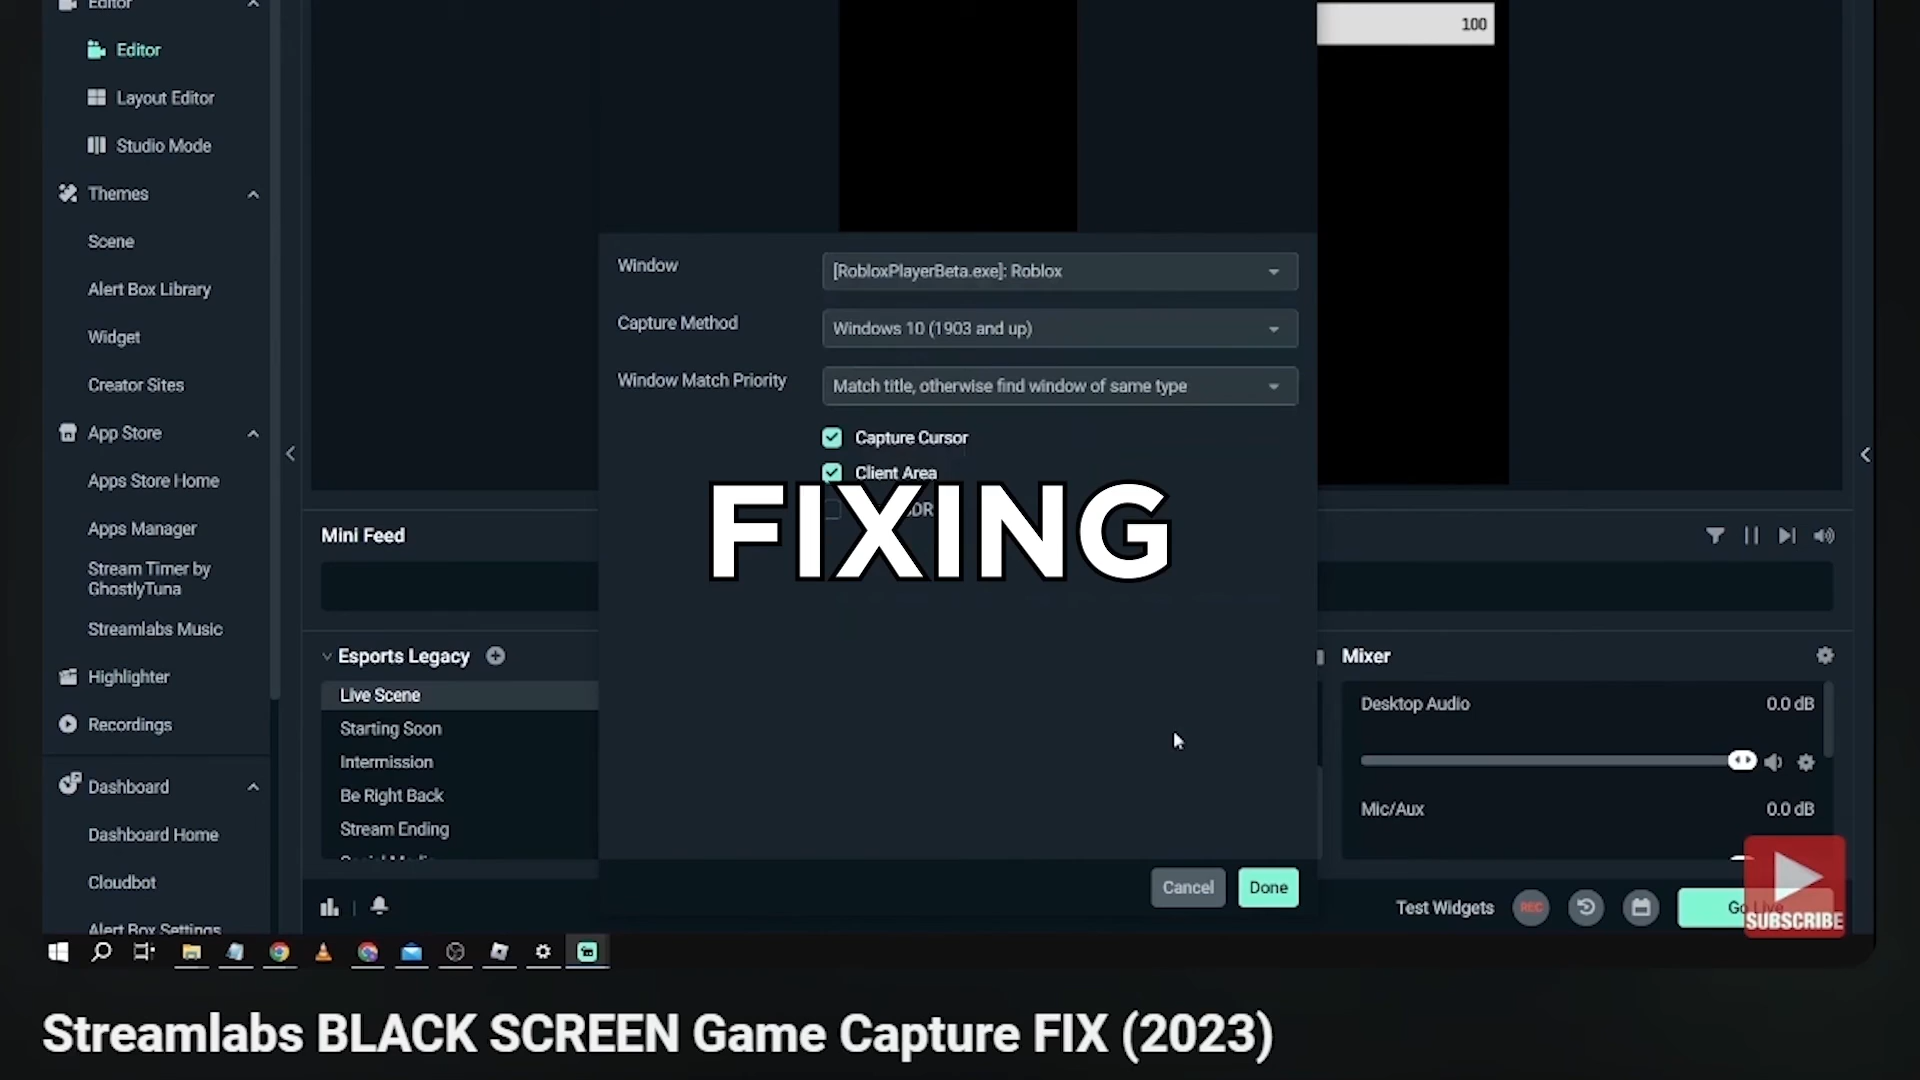 Editor
Editor
Layout Editor
Studio Mode
Themes
Scene
Alert Box Library
Widget
Creator Sites
App Store
Apps Store Home
Apps Manager
Stream Timer by
GhostlyTuna
Streamlabs Music
Highlighter
Recordings
Dashboard
Dashboard Home
Cloudbot
Alert Box Settings
100
Window
[RobloxPlayerBeta.exe]: Roblox
Capture Method
Windows 10 (1903 and up)
Window Match Priority
Match title, otherwise find window of same type
Capture Cursor
Client Area
FIXING
Mini Feed
Esports Legacy
Live Scene
Starting Soon
Intermission
Be Right Back
Stream Ending
Mixer
Desktop Audio 0.0 dB
Mic/Aux 0.0 dB
Cancel Done
Test Widgets
REC
Go Live
SUBSCRIBE
Streamlabs BLACK SCREEN Game Capture FIX (2023)